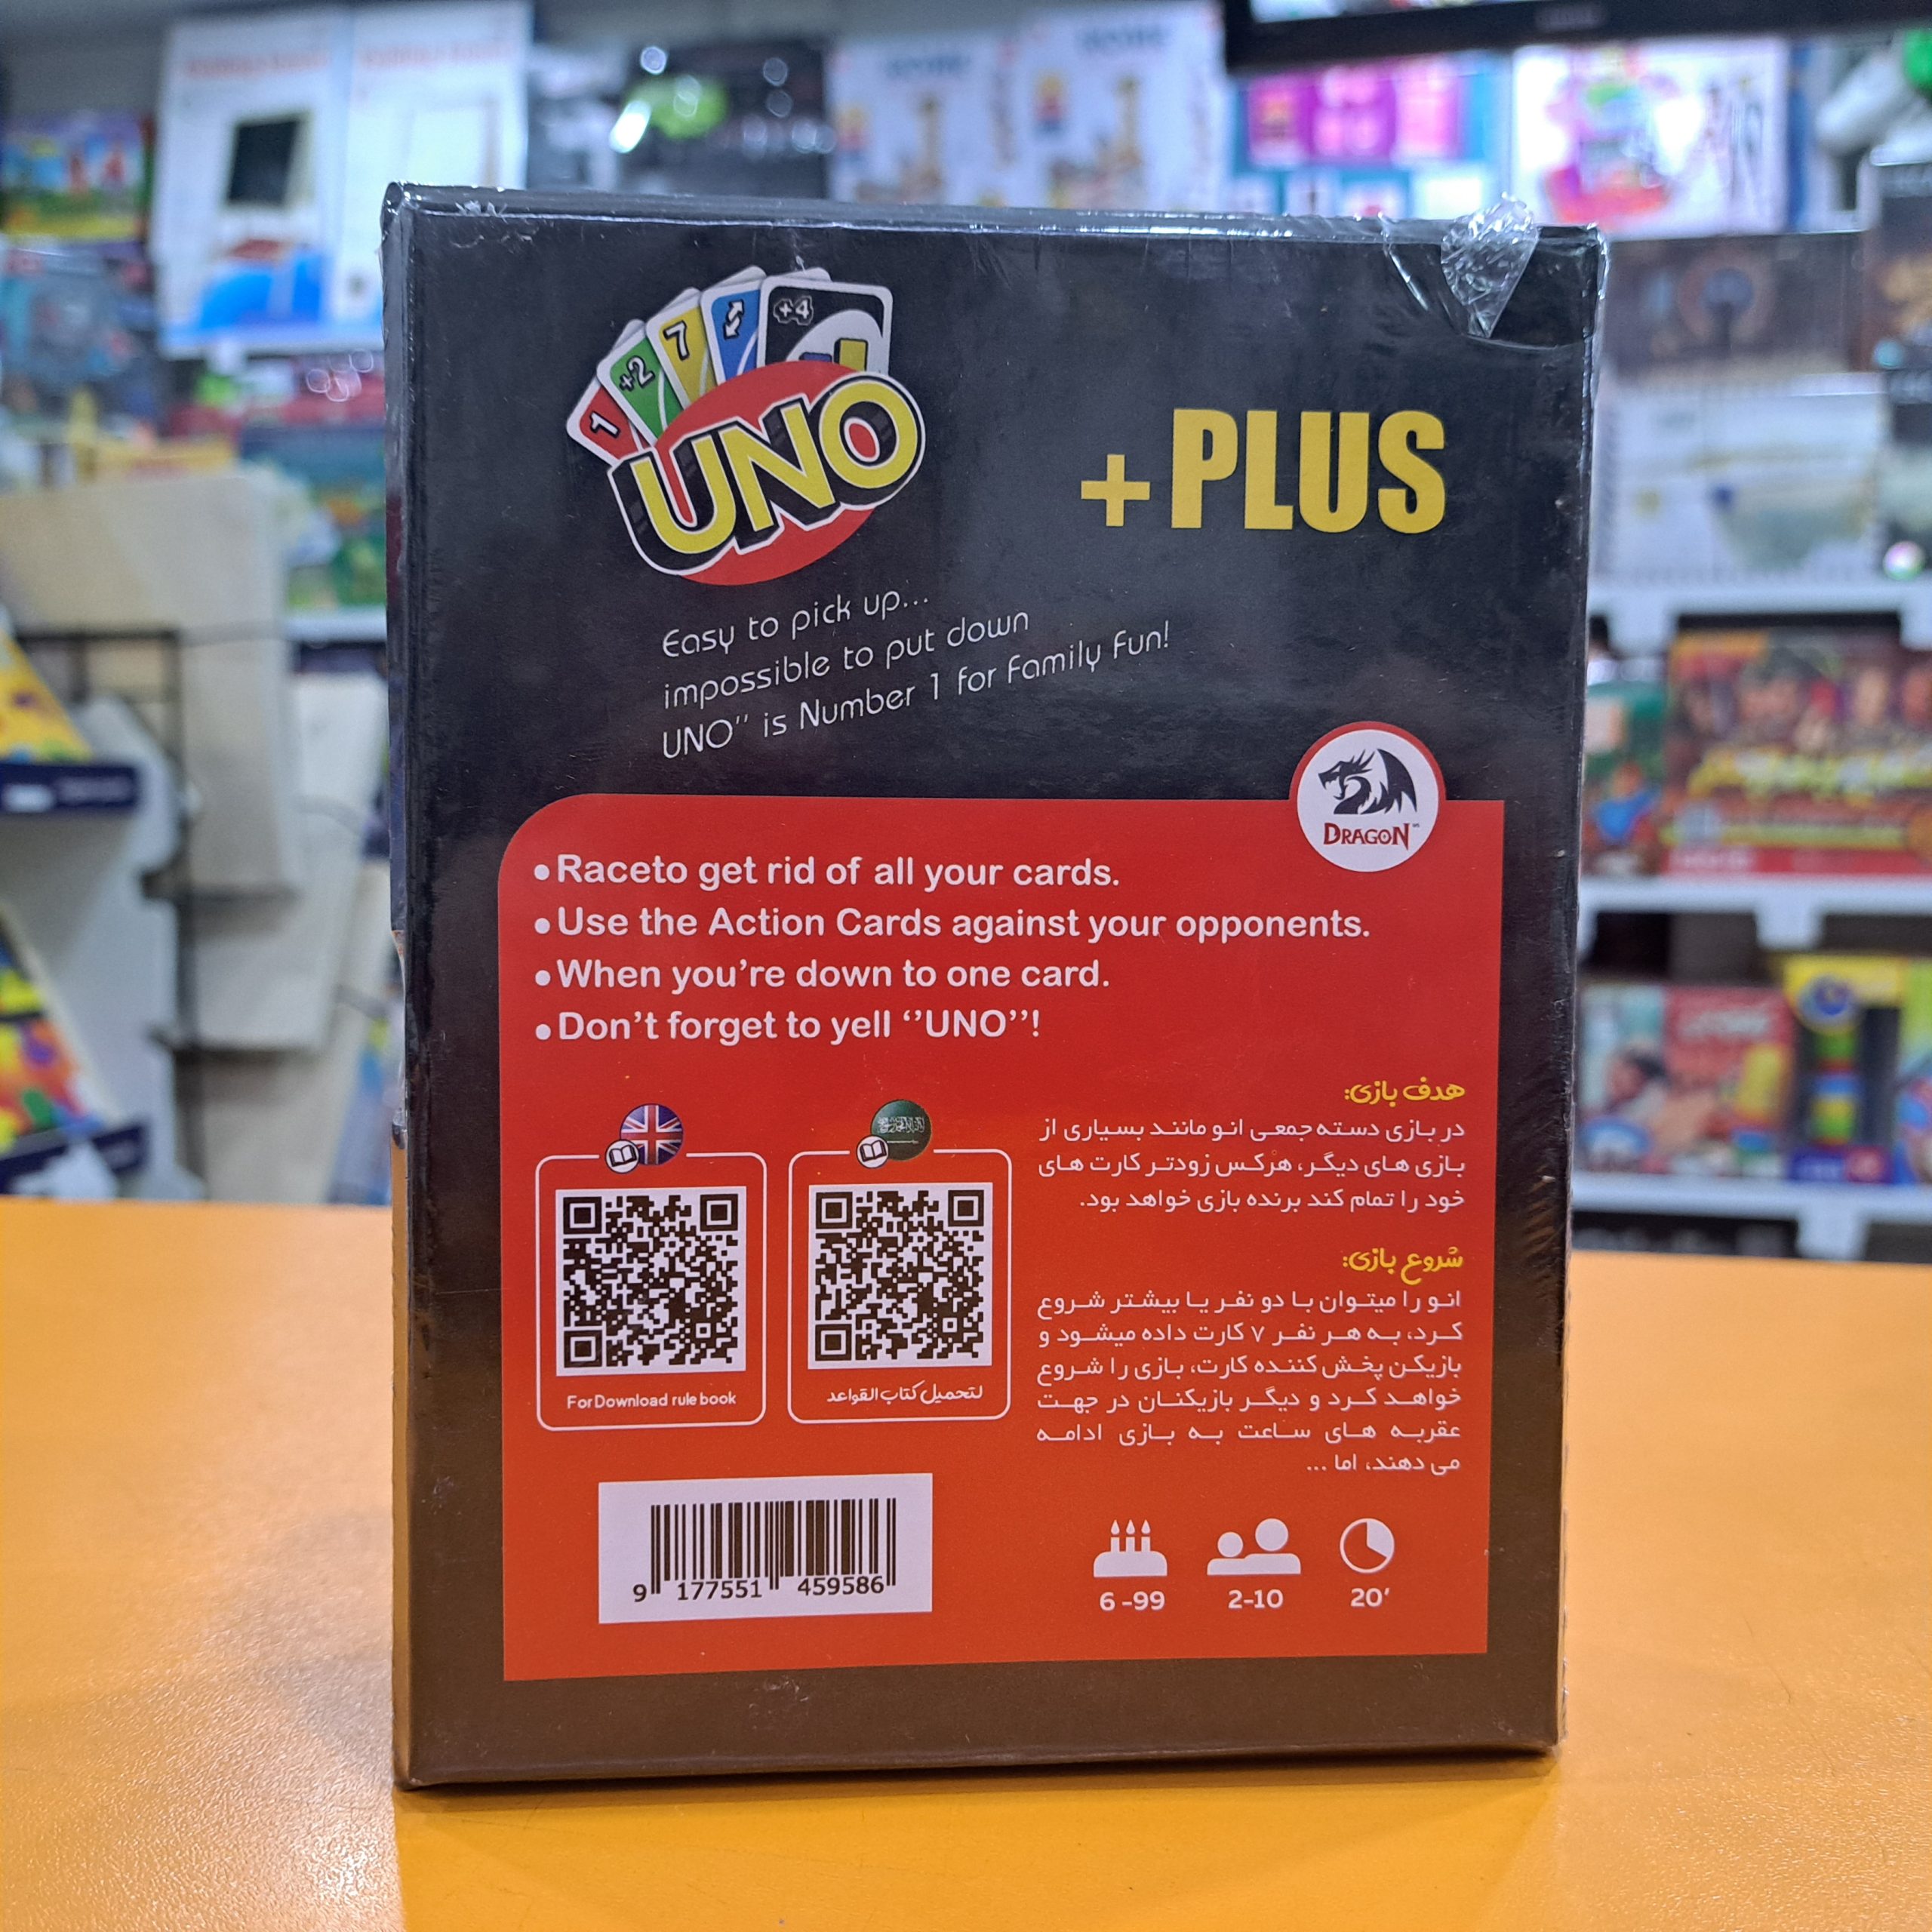 1
+2
7
+4
UNO
+PLUS
Easy to pick up...
impossible to put down
UNO" is Number 1 for Family Fun!
DRAGON
•Raceto get rid of all your cards.
•Use the Action Cards against your opponents.
•When you're down to one card.
•Don't forget to yell ‘’UNO’’!
هدف بازی:
در بازی دسته جمعی انو مانند بسیاری از
بازی های دیگر، هرکس زودتر کارت های
خود را تمام کند برنده بازی خواهد بود.
شروع بازی:
انو را میتوان با دو نفر یا بیشتر شروع
کرد، به هر نفر ۷ کارت داده میشود و
بازیکن پخش کننده کارت، بازی را شروع
خواهد کرد و دیگر بازیکنان در جهت
عقربه های ساعت به بازی ادامه
می دهند، اما ...
For Download rule book
لتحميل كتاب القواعد
9 177551 459586
6 -99
2-10
20’